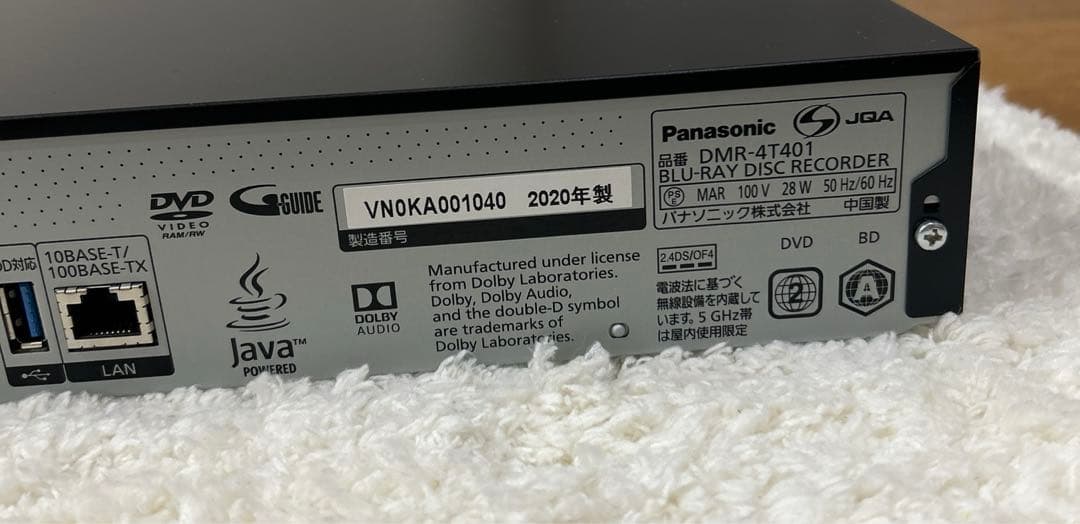 Panasonic JQA
品番 DMR-4T401
BLU-RAY DISC RECORDER
PSE MAR 100 V 28 W 50 Hz/60 Hz
パナソニック株式会社 中国製
DVD
VIDEO
RAM/RW
G-GUIDE
VN0KA001040 2020年製
製造番号
D対応
10BASE-T/
100BASE-TX
LAN
Java™
POWERED
DOLBY
AUDIO
Manufactured under license
from Dolby Laboratories.
Dolby, Dolby Audio,
and the double-D symbol
are trademarks of
Dolby Laboratories.
2.4DS/OF4
電波法に基づく
無線設備を内蔵して
います。5 GHz帯
は屋内使用限定
DVD
2
BD
A